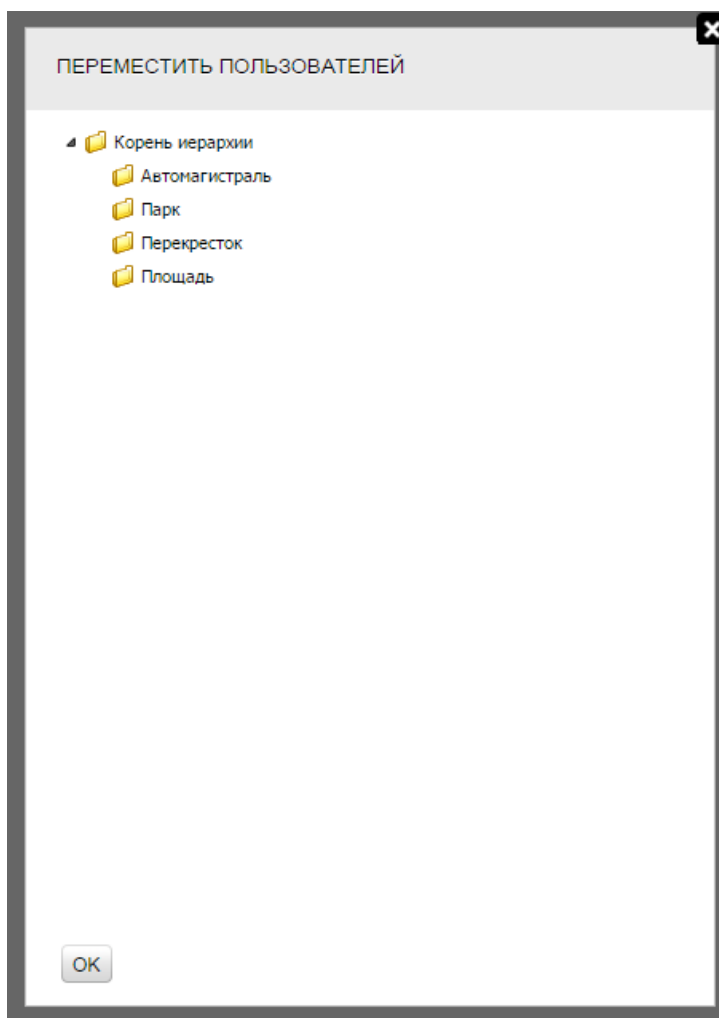 ПЕРЕМЕСТИТЬ ПОЛЬЗОВАТЕЛЕЙ
Корень иерархии
Автомагистраль
Парк
Перекресток
Площадь
OK